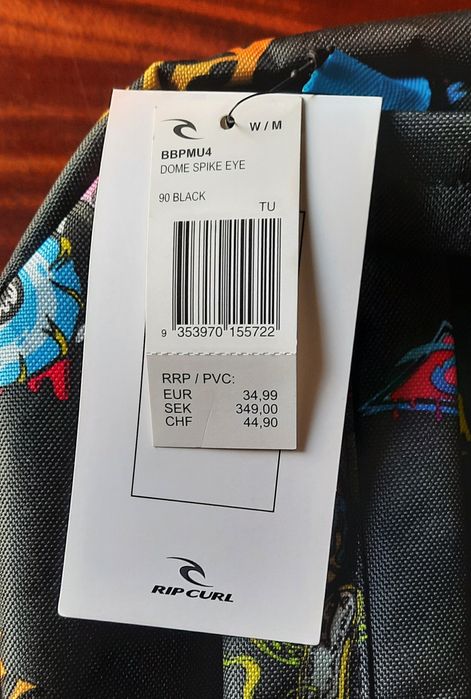 W / M
BBPMU4
DOME SPIKE EYE
90 BLACK
TU
9 353970 155722
RRP / PVC:
EUR 34,99
SEK 349,00
CHF 44,90
RIP CURL